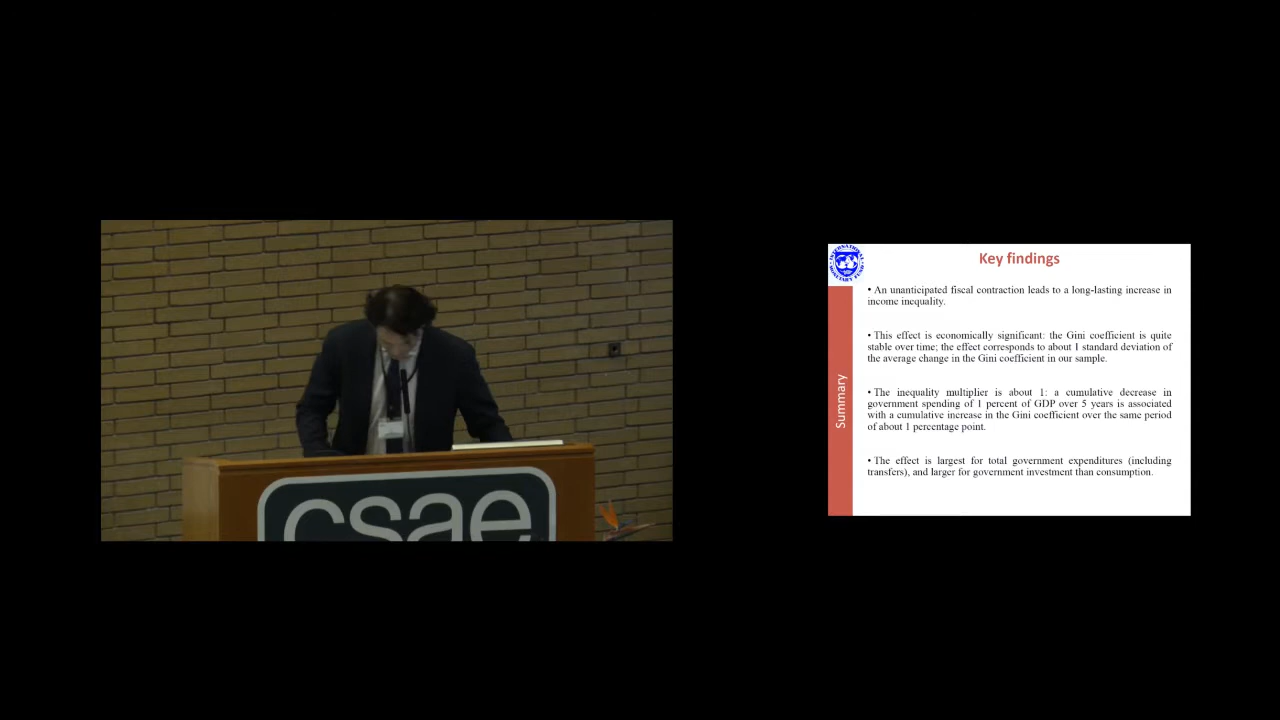 csae
INTERNATIONAL
MONETARY FUND
Key findings
Summary
• An unanticipated fiscal contraction leads to a long-lasting increase in
income inequality.
• This effect is economically significant: the Gini coefficient is quite
stable over time; the effect corresponds to about 1 standard deviation of
the average change in the Gini coefficient in our sample.
• The inequality multiplier is about 1: a cumulative decrease in
government spending of 1 percent of GDP over 5 years is associated
with a cumulative increase in the Gini coefficient over the same period
of about 1 percentage point.
• The effect is largest for total government expenditures (including
transfers), and larger for government investment than consumption.